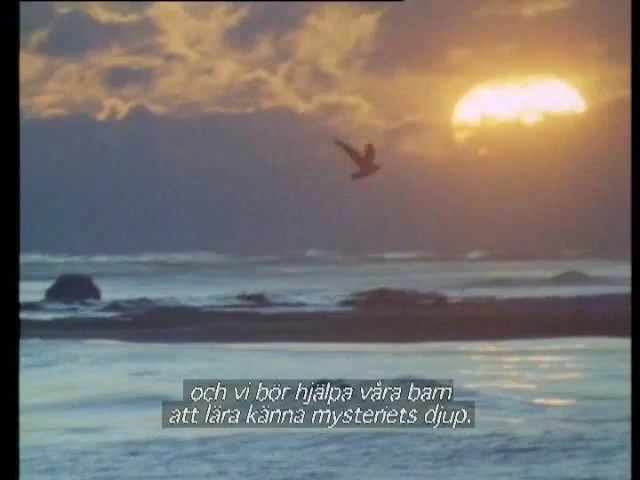 och vi bör hjälpa våra barn
att lära känna mysteriets djup.